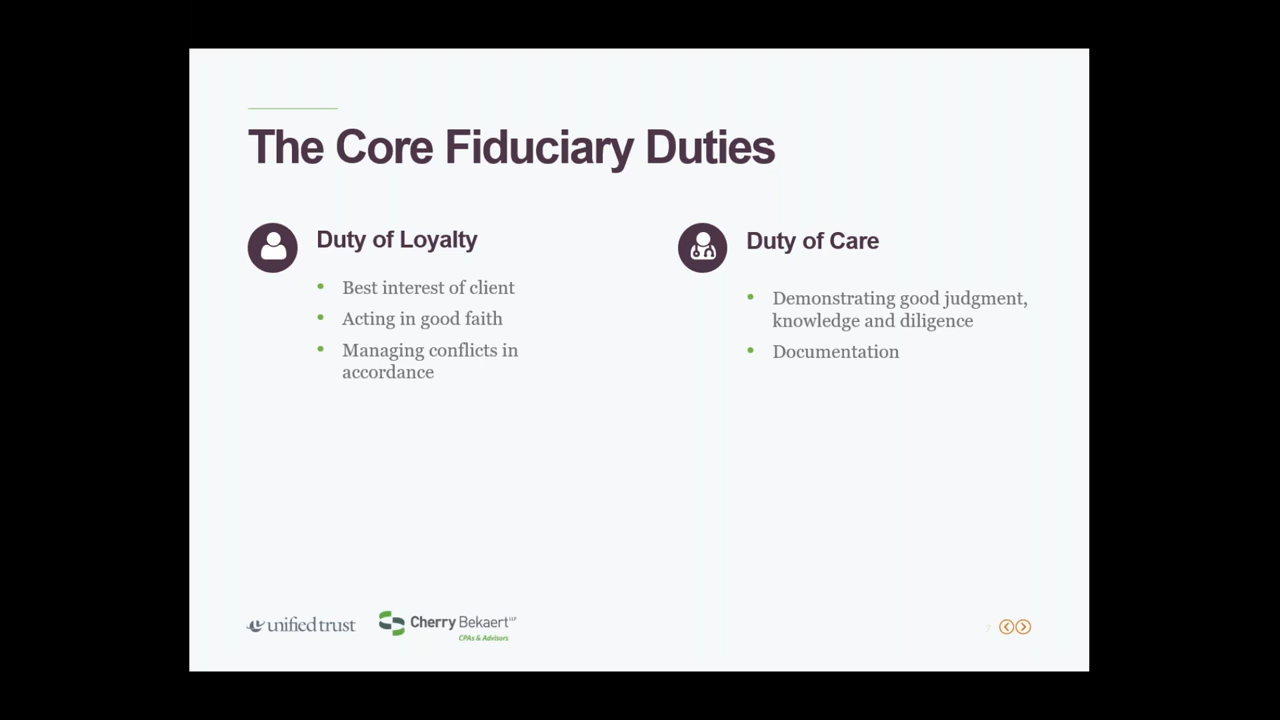 The Core Fiduciary Duties
Duty of Loyalty
• Best interest of client
• Acting in good faith
• Managing conflicts in
accordance
Duty of Care
• Demonstrating good judgment,
knowledge and diligence
• Documentation
unified trust
Cherry Bekaert LLP
CPAs & Advisors
7